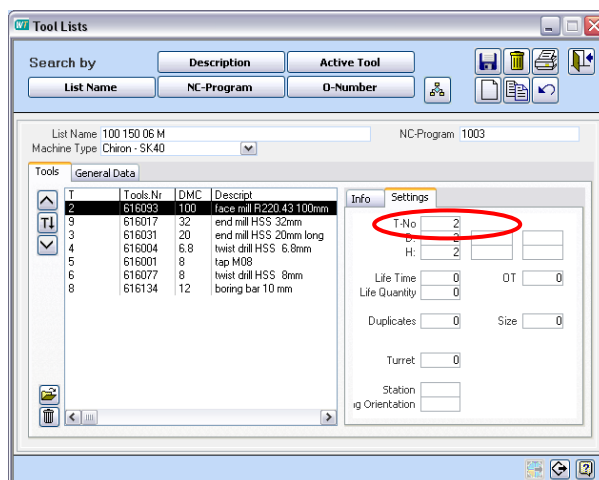 WT Tool Lists
Search by
Description
Active Tool
List Name
NC-Program
O-Number
List Name 100 150 06 M
NC-Program 1003
Machine Type Chiron - SK40
Tools
General Data
T Tools.Nr DMC Descript
2 616093 100 face mill R220.43 100mm
9 616017 32 end mill HSS 32mm
3 616031 20 end mill HSS 20mm long
4 616004 6.8 twist drill HSS 6.8mm
5 616001 8 tap M08
6 616077 8 twist drill HSS 8mm
8 616134 12 boring bar 10 mm
Info
Settings
T-No 2
D: 2
H: 2
Life Time 0 OT 0
Life Quantity 0
Duplicates 0 Size 0
Turret 0
Station
ng Orientation